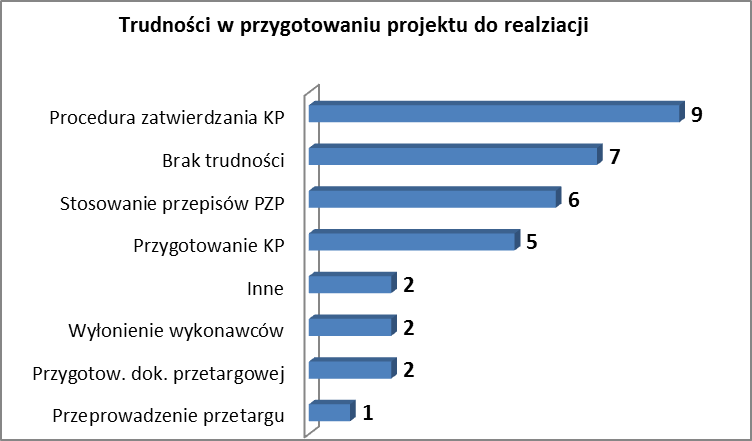 Trudności w przygotowaniu projektu do realziacji
Procedura zatwierdzania KP 9
Brak trudności 7
Stosowanie przepisów PZP 6
Przygotowanie KP 5
Inne 2
Wyłonienie wykonawców 2
Przygotow. dok. przetargowej 2
Przeprowadzenie przetargu 1